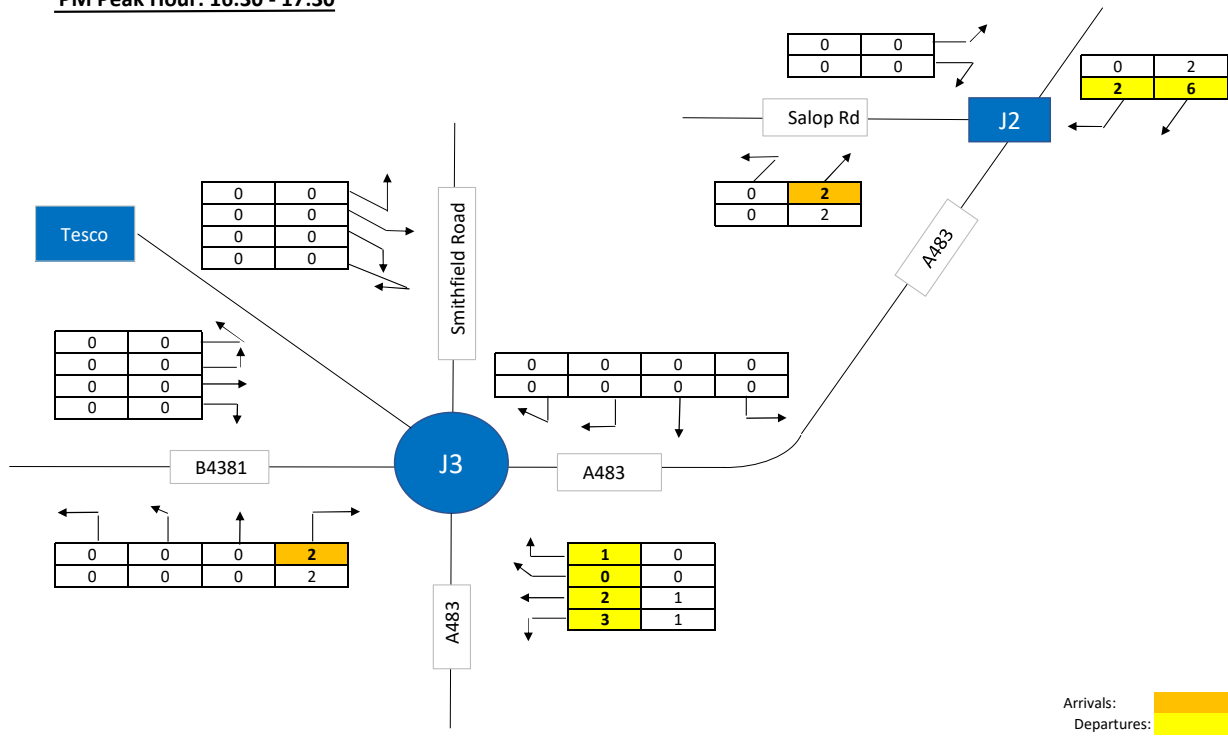 PM Peak Hour: 16:30 - 17:30
0 0
0 0
0 2
2 6
Salop Rd
J2
0 2
0 2
A483
Smithfield Road
0 0
0 0
0 0
0 0
Tesco
0 0
0 0
0 0
0 0
0 0 0 0
0 0 0 0
B4381
J3
A483
0 0 0 2
0 0 0 2
1 0
0 0
2 1
3 1
A483
Arrivals:
Departures: